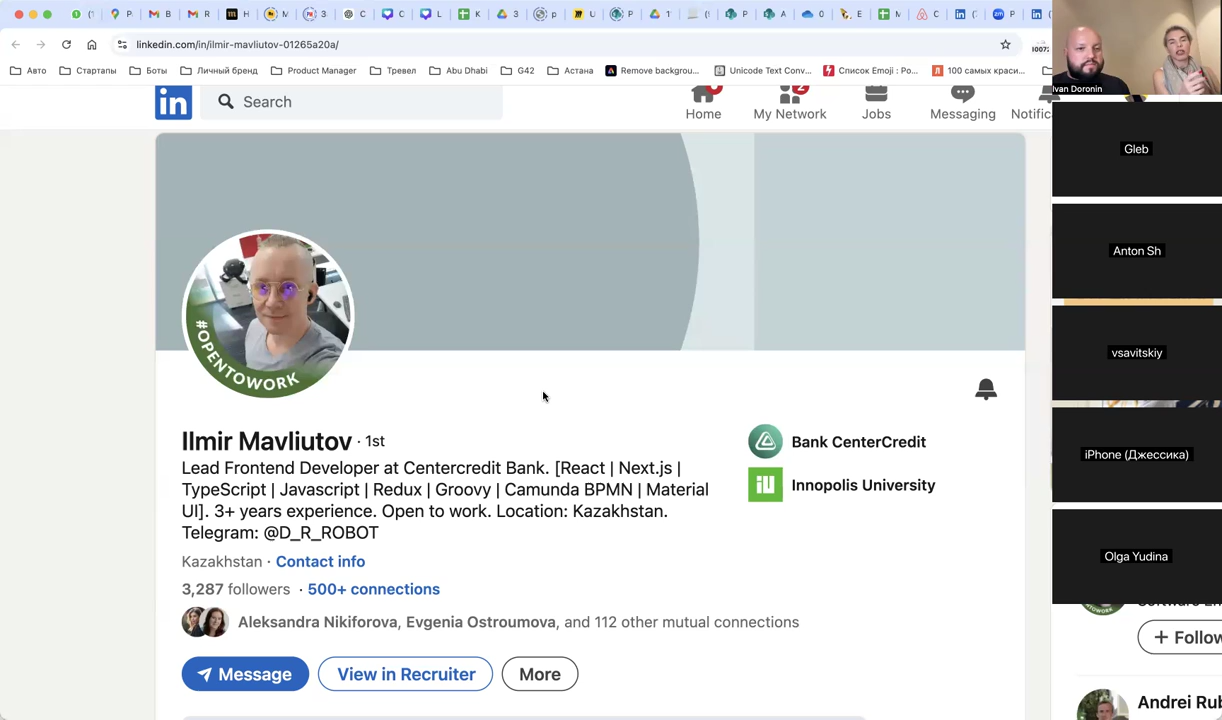 linkedin.com/in/ilmir-mavliutov-01265a20a/
Авто
Стартапы
Боты
Личный бренд
Product Manager
Тревел
Abu Dhabi
G42
Астана
Remove backgrou...
Unicode Text Conv...
Список Emoji : Po...
100 самых краси...
in
Search
Home
My Network
Jobs
Messaging
Notific
#OPENTOWORK
Ilmir Mavliutov · 1st
Lead Frontend Developer at Centercredit Bank. [React | Next.js |
TypeScript | Javascript | Redux | Groovy | Camunda BPMN | Material
UI]. 3+ years experience. Open to work. Location: Kazakhstan.
Telegram: @D_R_ROBOT
Kazakhstan · Contact info
3,287 followers · 500+ connections
Aleksandra Nikiforova, Evgenia Ostroumova, and 112 other mutual connections
Message
View in Recruiter
More
Bank CenterCredit
Innopolis University
Ivan Doronin
Gleb
Anton Sh
vsavitskiy
iPhone (Джессика)
Olga Yudina
+ Follow
Andrei Rub